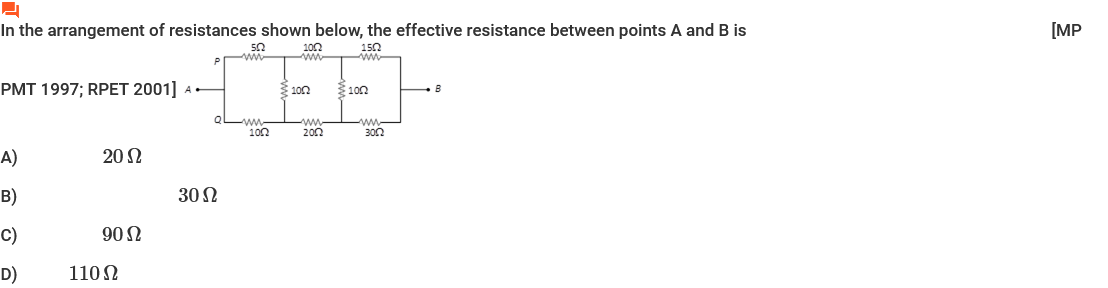 In the arrangement of resistances shown below, the effective resistance between points A and B is [MP
5Ω 10Ω 15Ω
P
PMT 1997; RPET 2001] A 10Ω 10Ω B
Q
10Ω 20Ω 30Ω
A) 20 Ω
B) 30 Ω
C) 90 Ω
D) 110 Ω